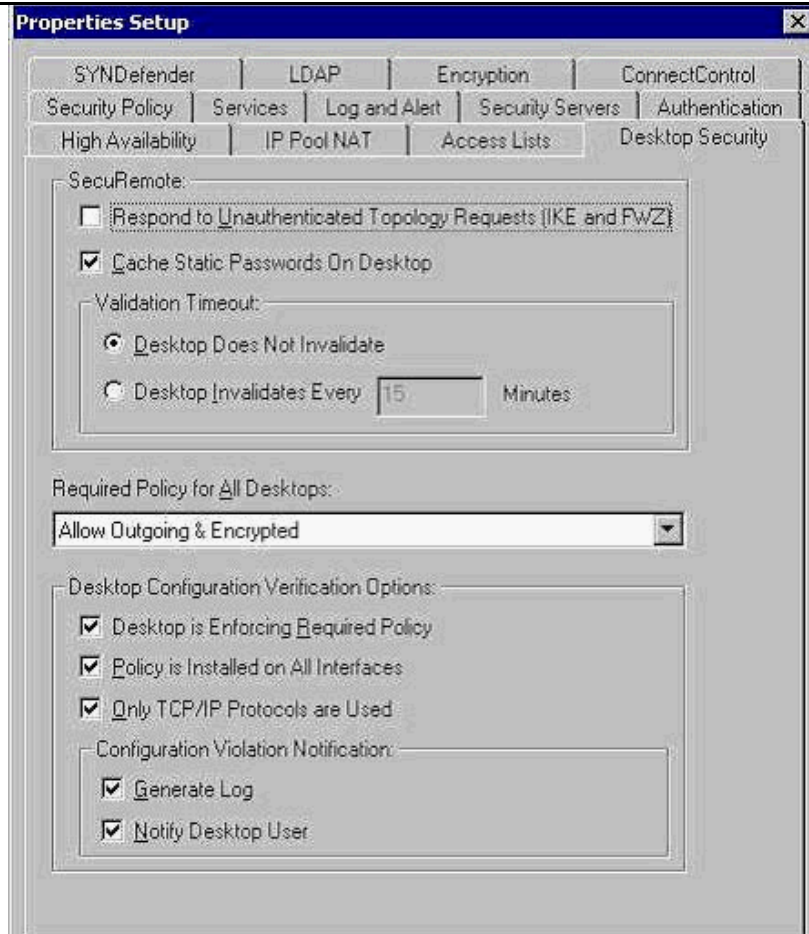 Properties Setup
SYNDefender LDAP Encryption ConnectControl
Security Policy Services Log and Alert Security Servers Authentication
High Availability IP Pool NAT Access Lists Desktop Security
SecuRemote:
Respond to Unauthenticated Topology Requests (IKE and FWZ)
Cache Static Passwords On Desktop
Validation Timeout:
Desktop Does Not Invalidate
Desktop Invalidates Every 15 Minutes
Required Policy for All Desktops:
Allow Outgoing & Encrypted
Desktop Configuration Verification Options:
Desktop is Enforcing Required Policy
Policy is Installed on All Interfaces
Only TCP/IP Protocols are Used
Configuration Violation Notification:
Generate Log
Notify Desktop User